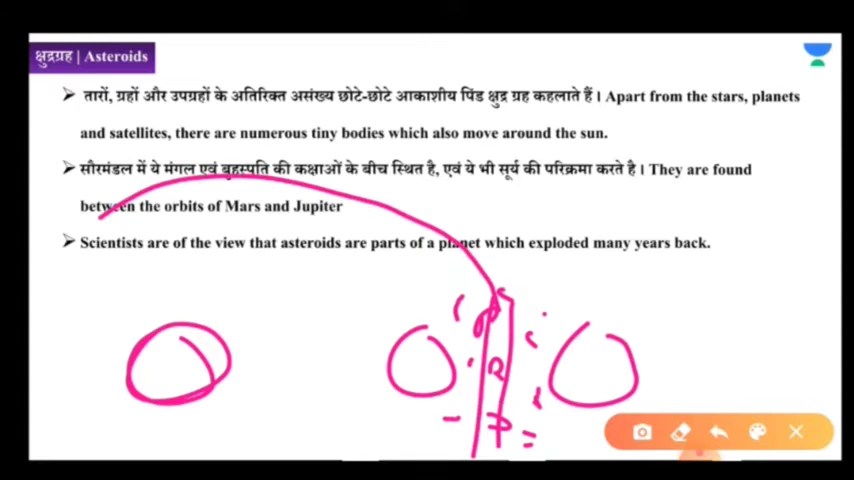 क्षुद्रग्रह | Asteroids
➢ तारों, ग्रहों और उपग्रहों के अतिरिक्त असंख्य छोटे-छोटे आकाशीय पिंड क्षुद्र ग्रह कहलाते हैं। Apart from the stars, planets
and satellites, there are numerous tiny bodies which also move around the sun.
➢ सौरमंडल में ये मंगल एवं बृहस्पति की कक्षाओं के बीच स्थित है, एवं ये भी सूर्य की परिक्रमा करते है। They are found
between the orbits of Mars and Jupiter
➢ Scientists are of the view that asteroids are parts of a planet which exploded many years back.